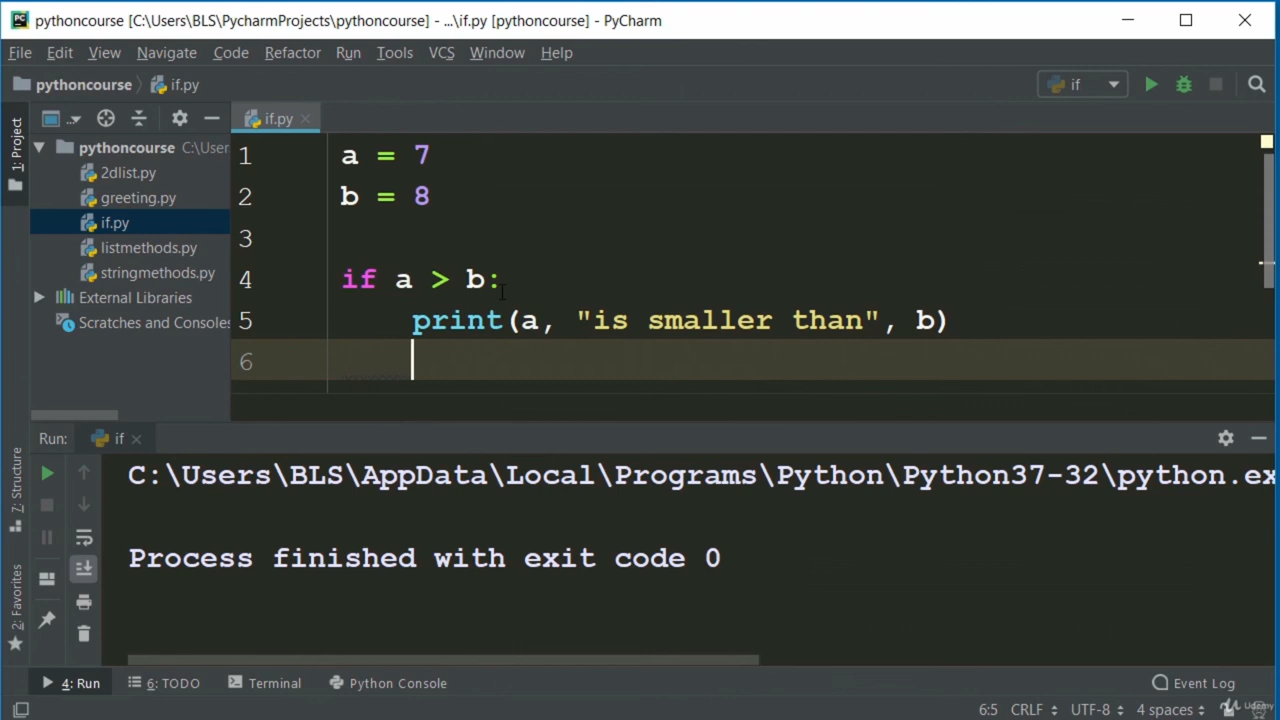 pythoncourse [C:\Users\BLS\PycharmProjects\pythoncourse] - ...\if.py [pythoncourse] - PyCharm
File Edit View Navigate Code Refactor Run Tools VCS Window Help
pythoncourse if.py if
1: Project
... if.py
pythoncourse C:\User
2dlist.py
greeting.py
if.py
listmethods.py
stringmethods.py
External Libraries
Scratches and Consoles
1 a = 7
2 b = 8
3
4 if a > b:
5 print(a, "is smaller than", b)
6
Run: if
7: Structure
2: Favorites
C:\Users\BLS\AppData\Local\Programs\Python\Python37-32\python.ex
Process finished with exit code 0
4: Run 6: TODO Terminal Python Console Event Log
6:5 CRLF UTF-8 4 spaces
Udemy